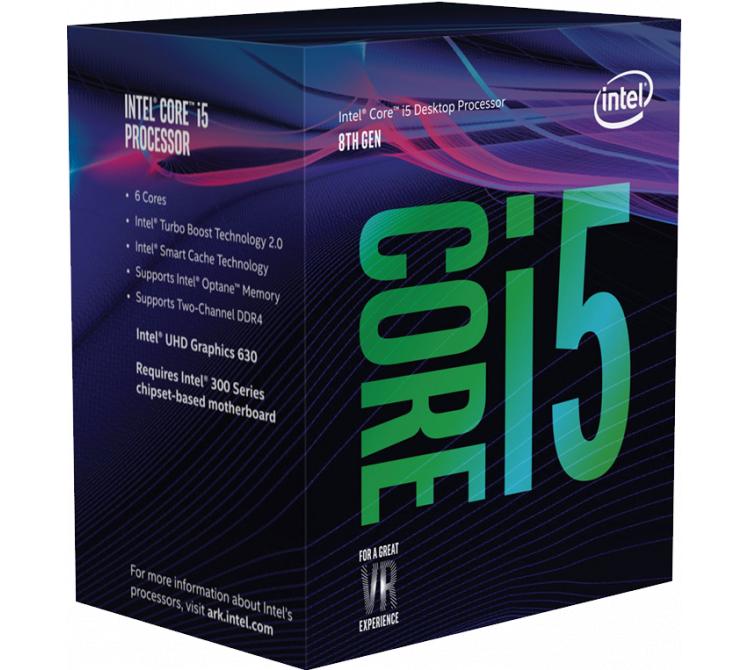 INTEL® CORE™ i5
PROCESSOR
• 6 Cores
• Intel® Turbo Boost Technology 2.0
• Intel® Smart Cache Technology
• Supports Intel® Optane™ Memory
• Supports Two-Channel DDR4
Intel® UHD Graphics 630
Requires Intel® 300 Series
chipset-based motherboard
For more information about Intel's
processors, visit ark.intel.com
Intel® Core™ i5 Desktop Processor
8TH GEN
intel
CORE i5
FOR A GREAT
VR
EXPERIENCE